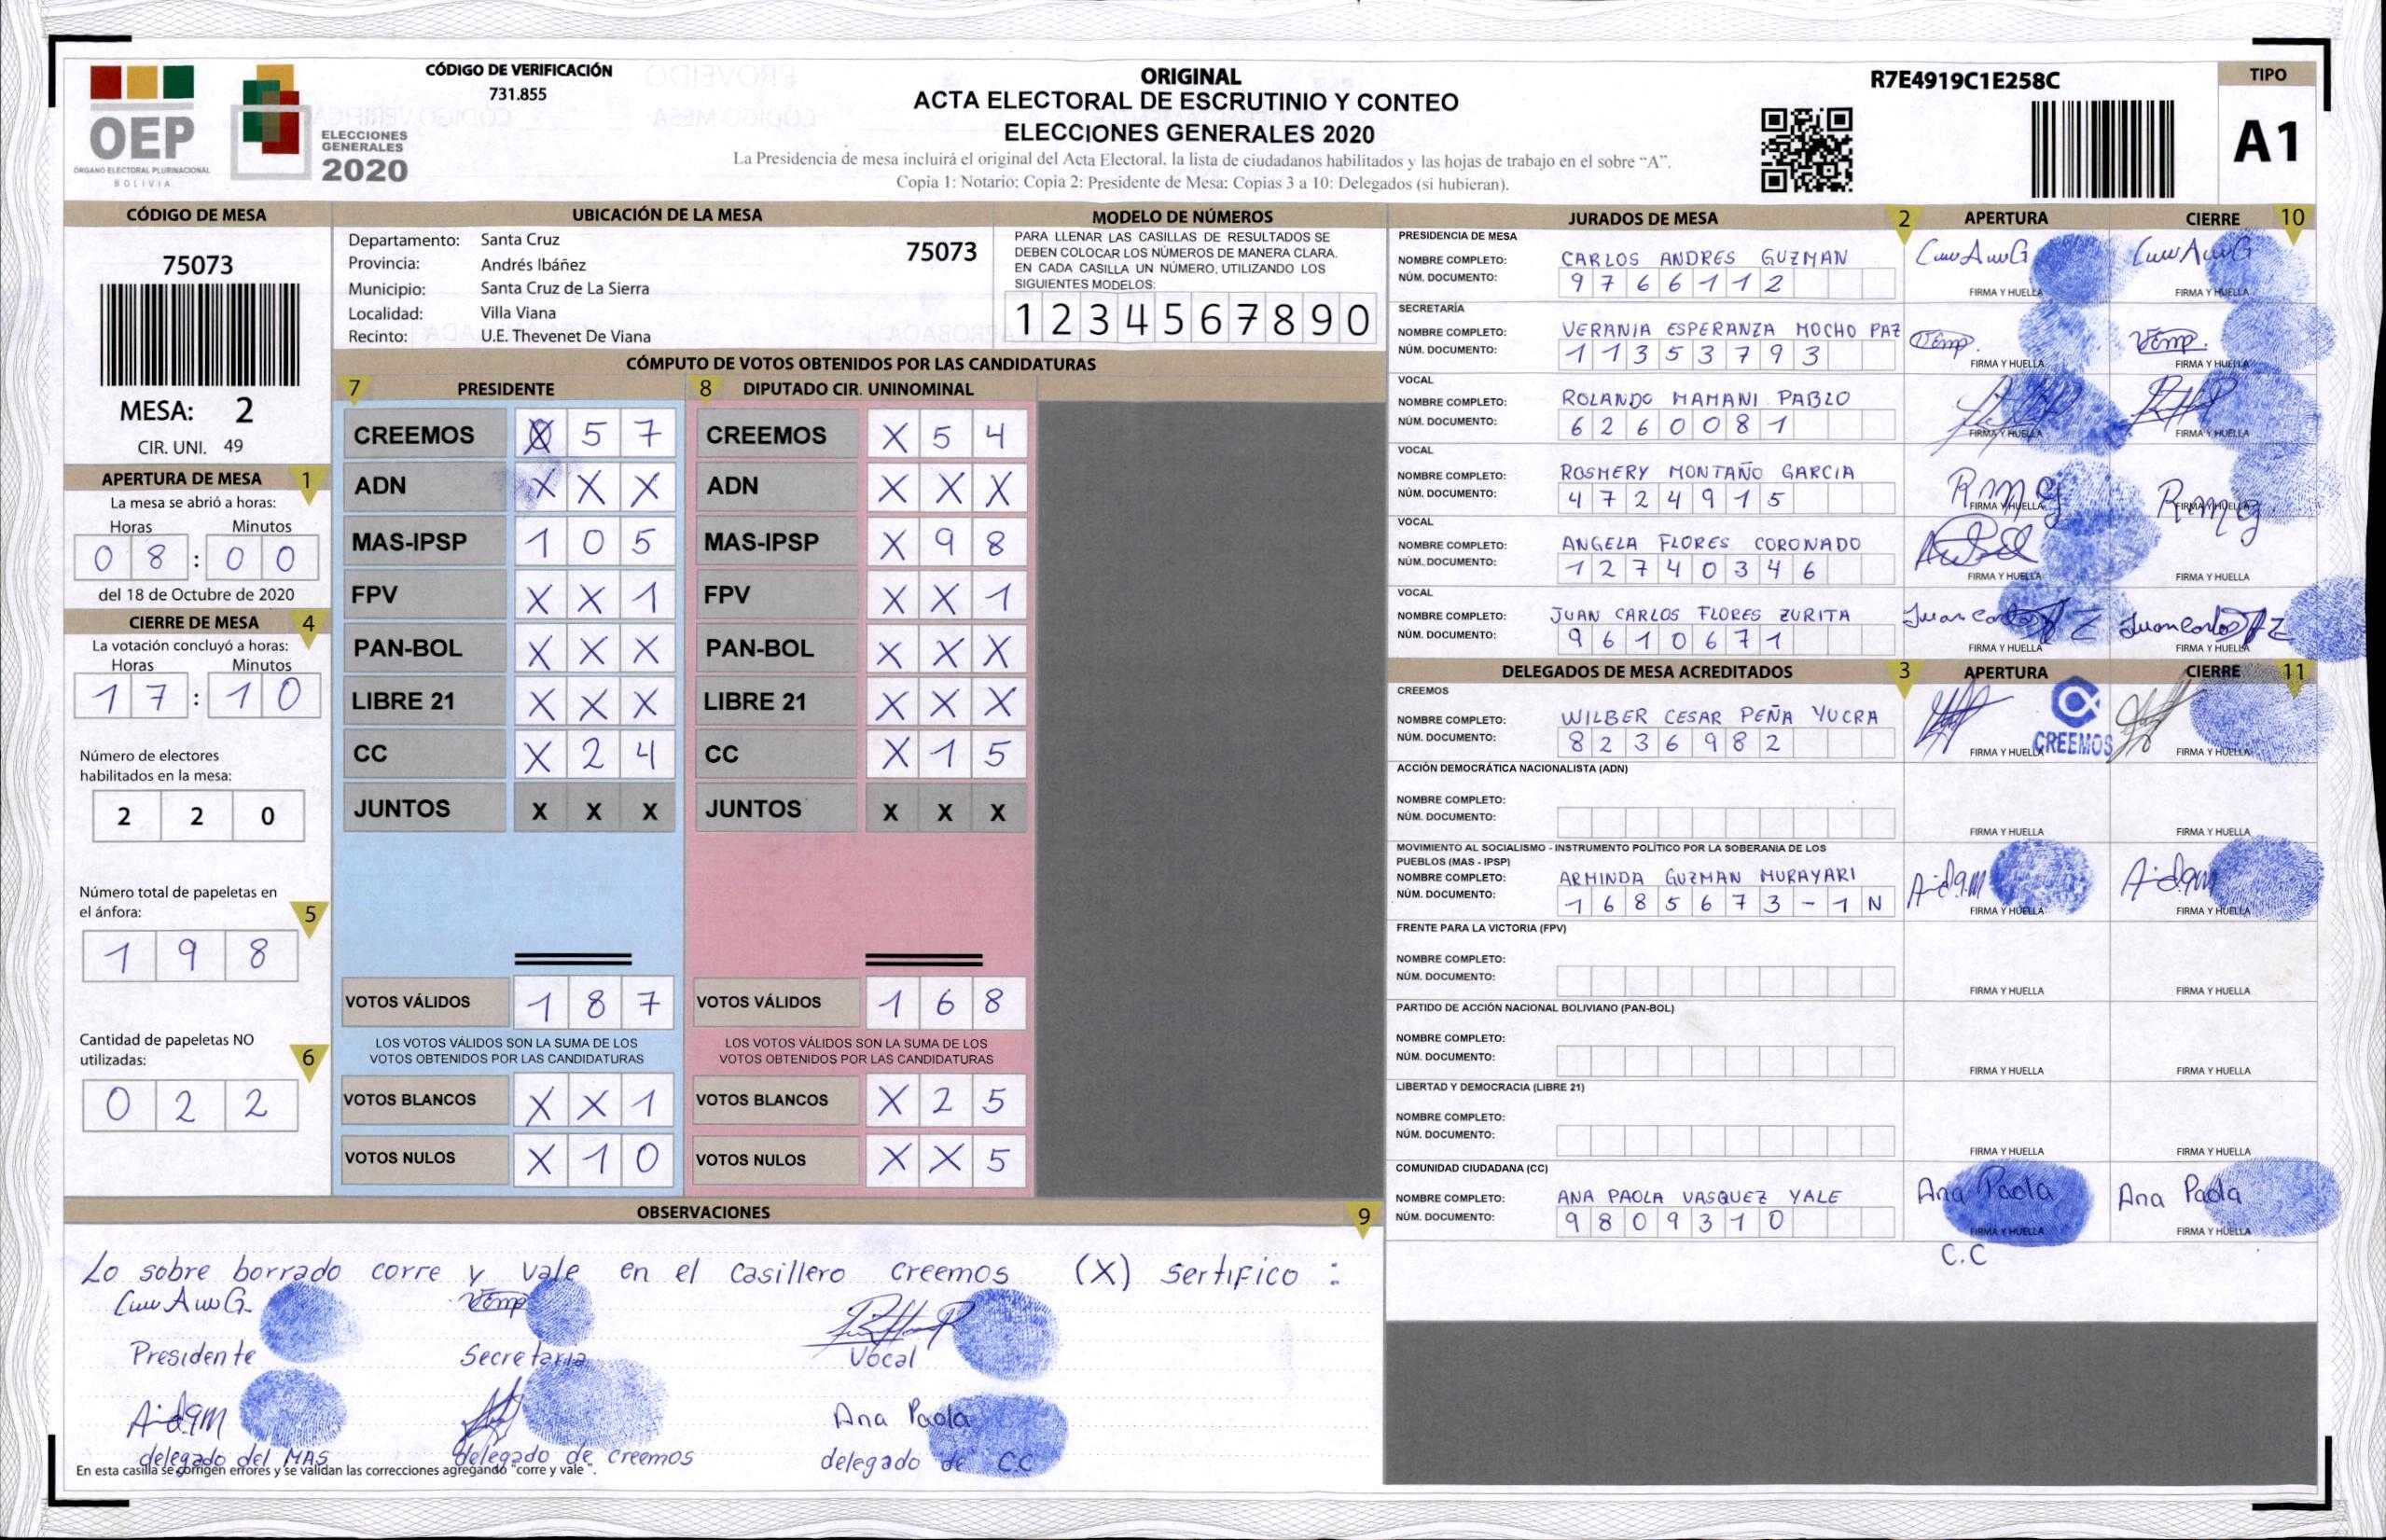 OEP
ÓRGANO ELECTORAL PLURINACIONAL
BOLIVIA
ELECCIONES
GENERALES
2020
CÓDIGO DE VERIFICACIÓN
731.855
ORIGINAL
ACTA ELECTORAL DE ESCRUTINIO Y CONTEO
ELECCIONES GENERALES 2020
La Presidencia de mesa incluirá el original del Acta Electoral, la lista de ciudadanos habilitados y las hojas de trabajo en el sobre "A".
Copia 1: Notario; Copia 2: Presidente de Mesa; Copias 3 a 10: Delegados (si hubieran).
R7E4919C1E258C
TIPO
A1
CÓDIGO DE MESA
75073
MESA: 2
CIR. UNI. 49
APERTURA DE MESA 1
La mesa se abrió a horas:
Horas Minutos
0 8 : 0 0
del 18 de Octubre de 2020
CIERRE DE MESA 4
La votación concluyó a horas:
Horas Minutos
1 7 : 1 0
Número de electores
habilitados en la mesa:
2 2 0
Número total de papeletas en
el ánfora: 5
1 9 8
Cantidad de papeletas NO
utilizadas: 6
0 2 2
UBICACIÓN DE LA MESA
Departamento: Santa Cruz 75073
Provincia: Andrés Ibáñez
Municipio: Santa Cruz de La Sierra
Localidad: Villa Viana
Recinto: U.E. Thevenet De Viana
MODELO DE NÚMEROS
PARA LLENAR LAS CASILLAS DE RESULTADOS SE
DEBEN COLOCAR LOS NÚMEROS DE MANERA CLARA.
EN CADA CASILLA UN NÚMERO, UTILIZANDO LOS
SIGUIENTES MODELOS:
1 2 3 4 5 6 7 8 9 0
CÓMPUTO DE VOTOS OBTENIDOS POR LAS CANDIDATURAS
7 PRESIDENTE
CREEMOS X 5 7
ADN X X X
MAS-IPSP 1 0 5
FPV X X 1
PAN-BOL X X X
LIBRE 21 X X X
CC X 2 4
JUNTOS X X X
VOTOS VÁLIDOS 1 8 7
LOS VOTOS VÁLIDOS SON LA SUMA DE LOS
VOTOS OBTENIDOS POR LAS CANDIDATURAS
VOTOS BLANCOS X X 1
VOTOS NULOS X 1 0
8 DIPUTADO CIR. UNINOMINAL
CREEMOS X 5 4
ADN X X X
MAS-IPSP X 9 8
FPV X X 1
PAN-BOL X X X
LIBRE 21 X X X
CC X 1 5
JUNTOS X X X
VOTOS VÁLIDOS 1 6 8
LOS VOTOS VÁLIDOS SON LA SUMA DE LOS
VOTOS OBTENIDOS POR LAS CANDIDATURAS
VOTOS BLANCOS X 2 5
VOTOS NULOS X X 5
JURADOS DE MESA 2 APERTURA CIERRE 10
PRESIDENCIA DE MESA
NOMBRE COMPLETO: CARLOS ANDRES GUZMAN
NÚM. DOCUMENTO: 9 7 6 6 1 1 2
FIRMA Y HUELLA FIRMA Y HUELLA
SECRETARÍA
NOMBRE COMPLETO: VERANIA ESPERANZA MOCHO PAZ
NÚM. DOCUMENTO: 1 1 3 5 3 7 9 3
FIRMA Y HUELLA FIRMA Y HUELLA
VOCAL
NOMBRE COMPLETO: ROLANDO MAMANI PABLO
NÚM. DOCUMENTO: 6 2 6 0 0 8 1
FIRMA Y HUELLA FIRMA Y HUELLA
VOCAL
NOMBRE COMPLETO: ROSMERY MONTAÑO GARCIA
NÚM. DOCUMENTO: 4 7 2 4 9 1 5
FIRMA Y HUELLA FIRMA Y HUELLA
VOCAL
NOMBRE COMPLETO: ANGELA FLORES CORONADO
NÚM. DOCUMENTO: 1 2 7 4 0 3 4 6
FIRMA Y HUELLA FIRMA Y HUELLA
VOCAL
NOMBRE COMPLETO: JUAN CARLOS FLORES ZURITA
NÚM. DOCUMENTO: 9 6 1 0 6 7 1
FIRMA Y HUELLA FIRMA Y HUELLA
DELEGADOS DE MESA ACREDITADOS 3 APERTURA CIERRE 11
CREEMOS
NOMBRE COMPLETO: WILBER CESAR PEÑA YUCRA
NÚM. DOCUMENTO: 8 2 3 6 9 8 2
FIRMA Y HUELLA CREEMOS FIRMA Y HUELLA
ACCIÓN DEMOCRÁTICA NACIONALISTA (ADN)
NOMBRE COMPLETO:
NÚM. DOCUMENTO:
FIRMA Y HUELLA FIRMA Y HUELLA
MOVIMIENTO AL SOCIALISMO - INSTRUMENTO POLÍTICO POR LA SOBERANIA DE LOS
PUEBLOS (MAS - IPSP)
NOMBRE COMPLETO: ARMINDA GUZMAN MURAYARI
NÚM. DOCUMENTO: 1 6 8 5 6 7 3 - 1 N
FIRMA Y HUELLA FIRMA Y HUELLA
FRENTE PARA LA VICTORIA (FPV)
NOMBRE COMPLETO:
NÚM. DOCUMENTO:
FIRMA Y HUELLA FIRMA Y HUELLA
PARTIDO DE ACCIÓN NACIONAL BOLIVIANO (PAN-BOL)
NOMBRE COMPLETO:
NÚM. DOCUMENTO:
FIRMA Y HUELLA FIRMA Y HUELLA
LIBERTAD Y DEMOCRACIA (LIBRE 21)
NOMBRE COMPLETO:
NÚM. DOCUMENTO:
FIRMA Y HUELLA FIRMA Y HUELLA
COMUNIDAD CIUDADANA (CC)
NOMBRE COMPLETO: ANA PAOLA VASQUEZ YALE Ana Paola Ana Paola
NÚM. DOCUMENTO: 9 8 0 9 3 1 0
FIRMA Y HUELLA FIRMA Y HUELLA
C.C
OBSERVACIONES 9
Lo sobre borrado corre y vale en el casillero creemos (X) sertifico :
Presidente Secretaria Vocal
Ana Paola
delegado del MAS delegado de creemos delegado de CC
En esta casilla se corrigen errores y se validan las correcciones agregando "corre y vale".